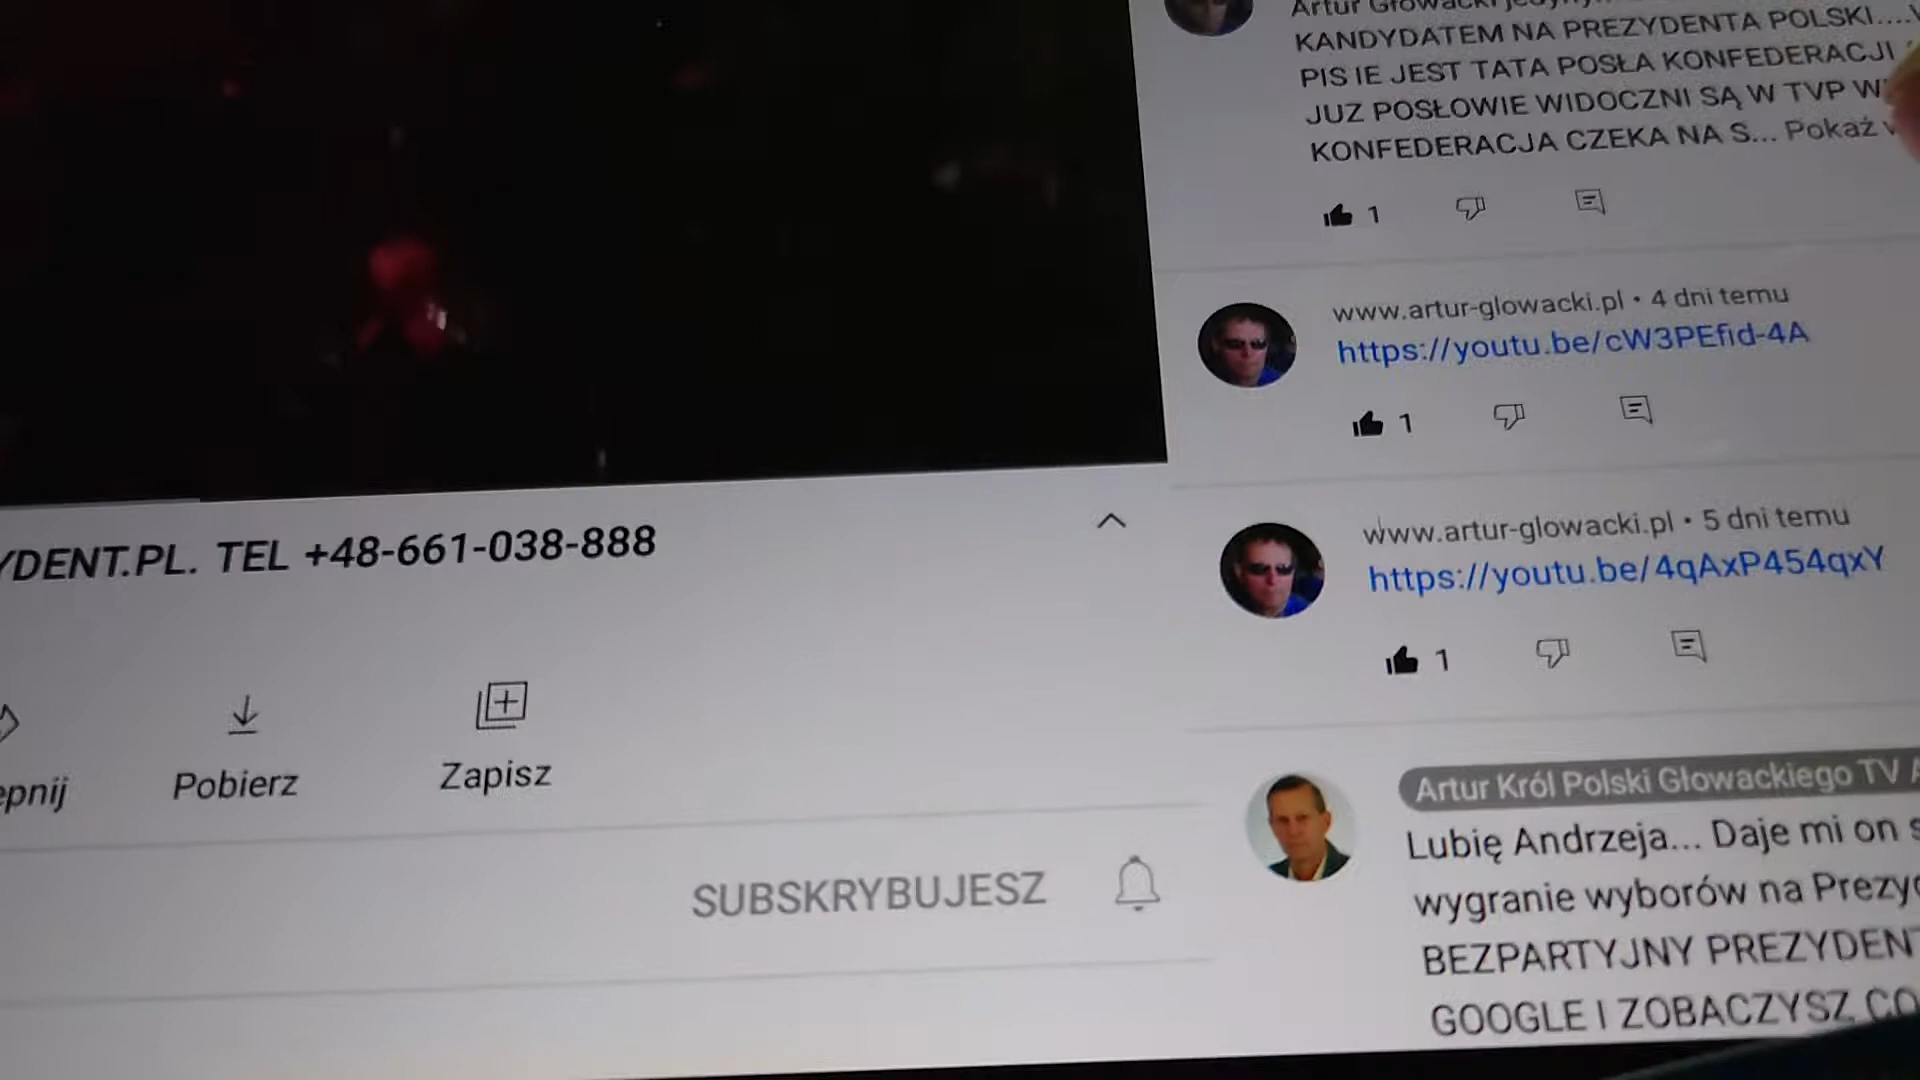 YDENT.PL. TEL +48-661-038-888
epnij
Pobierz
Zapisz
SUBSKRYBUJESZ
Artur Głowacki
KANDYDATEM NA PREZYDENTA POLSKI....
PIS IE JEST TATA POSŁA KONFEDERACJI
JUZ POSŁOWIE WIDOCZNI SĄ W TVP
KONFEDERACJA CZEKA NA S... Pokaż
1
www.artur-glowacki.pl • 4 dni temu
https://youtu.be/cW3PEfid-4A
1
www.artur-glowacki.pl • 5 dni temu
https://youtu.be/4qAxP454qxY
1
Artur Król Polski Głowackiego TV
Lubię Andrzeja... Daje mi on
wygranie wyborów na
BEZPARTYJNY PREZYDENT
GOOGLE I ZOBACZYSZ CO